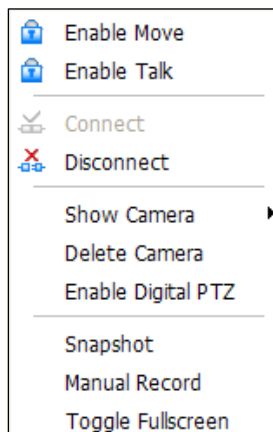 Enable Move
Enable Talk
Connect
Disconnect
Show Camera
Delete Camera
Enable Digital PTZ
Snapshot
Manual Record
Toggle Fullscreen